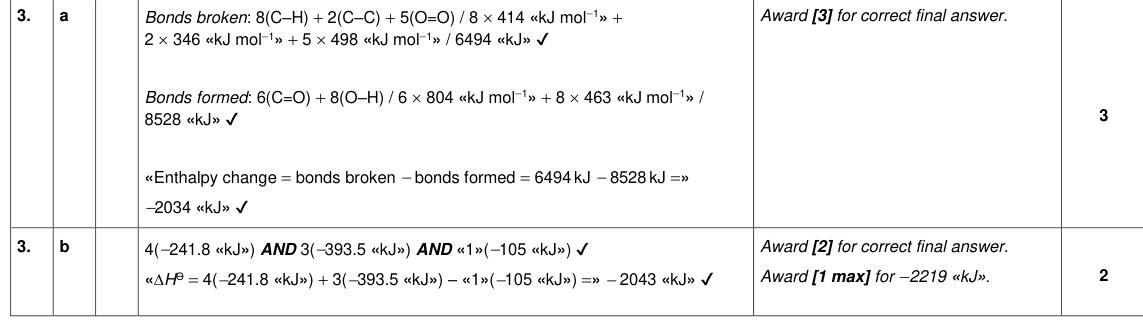 3. a Bonds broken: 8(C–H) + 2(C–C) + 5(O=O) / 8 × 414 «kJ mol⁻¹» + Award [3] for correct final answer.
2 × 346 «kJ mol⁻¹» + 5 × 498 «kJ mol⁻¹» / 6494 «kJ» ✓
Bonds formed: 6(C=O) + 8(O–H) / 6 × 804 «kJ mol⁻¹» + 8 × 463 «kJ mol⁻¹» /
8528 «kJ» ✓
3
«Enthalpy change = bonds broken – bonds formed = 6494 kJ – 8528 kJ =»
–2034 «kJ» ✓
3. b 4(–241.8 «kJ») AND 3(–393.5 «kJ») AND «1»(–105 «kJ») ✓ Award [2] for correct final answer.
«ΔH⦵ = 4(–241.8 «kJ») + 3(–393.5 «kJ») – «1»(–105 «kJ») =» – 2043 «kJ» ✓ Award [1 max] for –2219 «kJ». 2